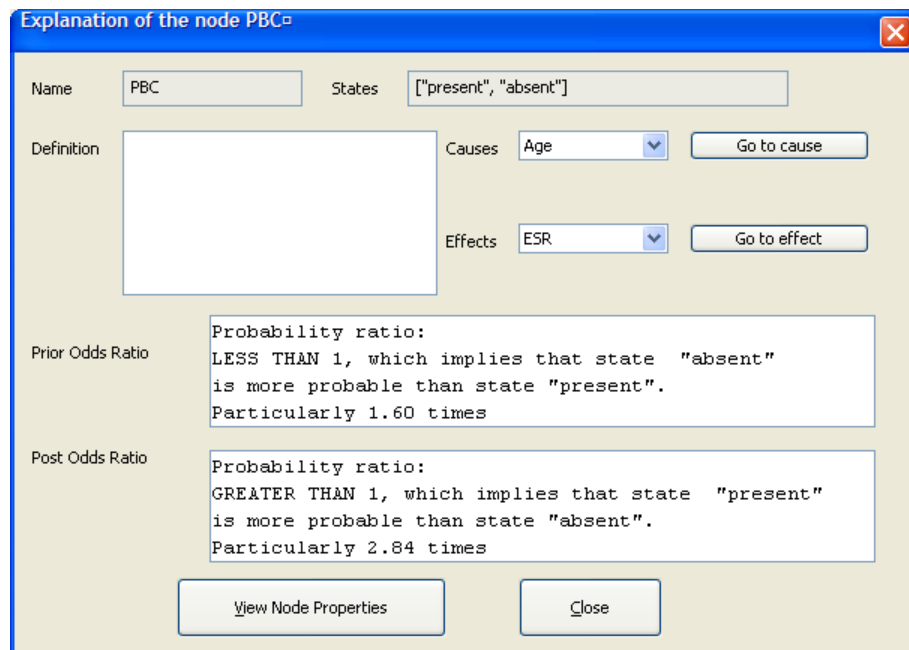 Explanation of the node PBC¤
Name PBC States ["present", "absent"]
Definition Causes Age Go to cause
Effects ESR Go to effect
Prior Odds Ratio
Probability ratio:
LESS THAN 1, which implies that state "absent"
is more probable than state "present".
Particularly 1.60 times
Post Odds Ratio
Probability ratio:
GREATER THAN 1, which implies that state "present"
is more probable than state "absent".
Particularly 2.84 times
View Node Properties Close